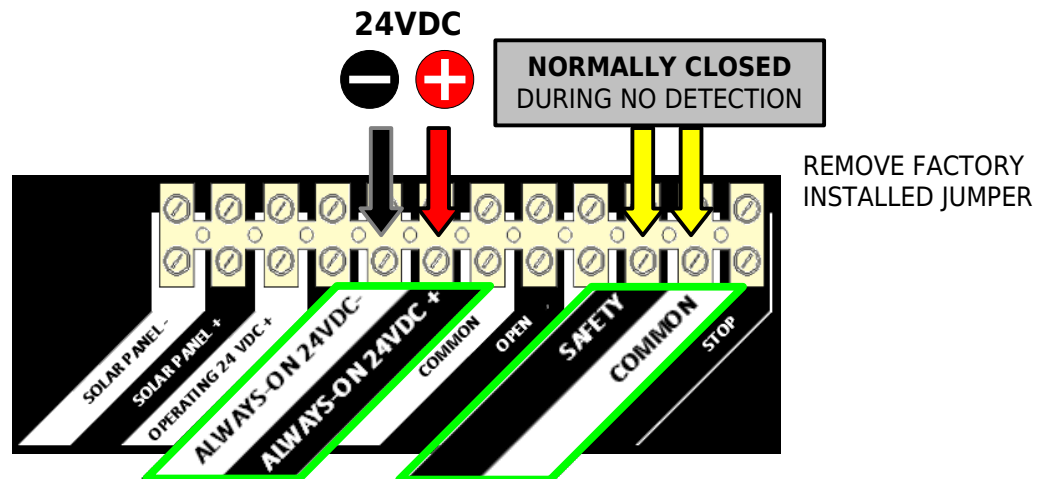 24VDC
NORMALLY CLOSED
DURING NO DETECTION
REMOVE FACTORY
INSTALLED JUMPER
SOLAR PANEL -
SOLAR PANEL +
OPERATING 24 VDC+
ALWAYS-ON 24VDC-
ALWAYS-ON 24VDC +
COMMON
OPEN
SAFETY
COMMON
STOP